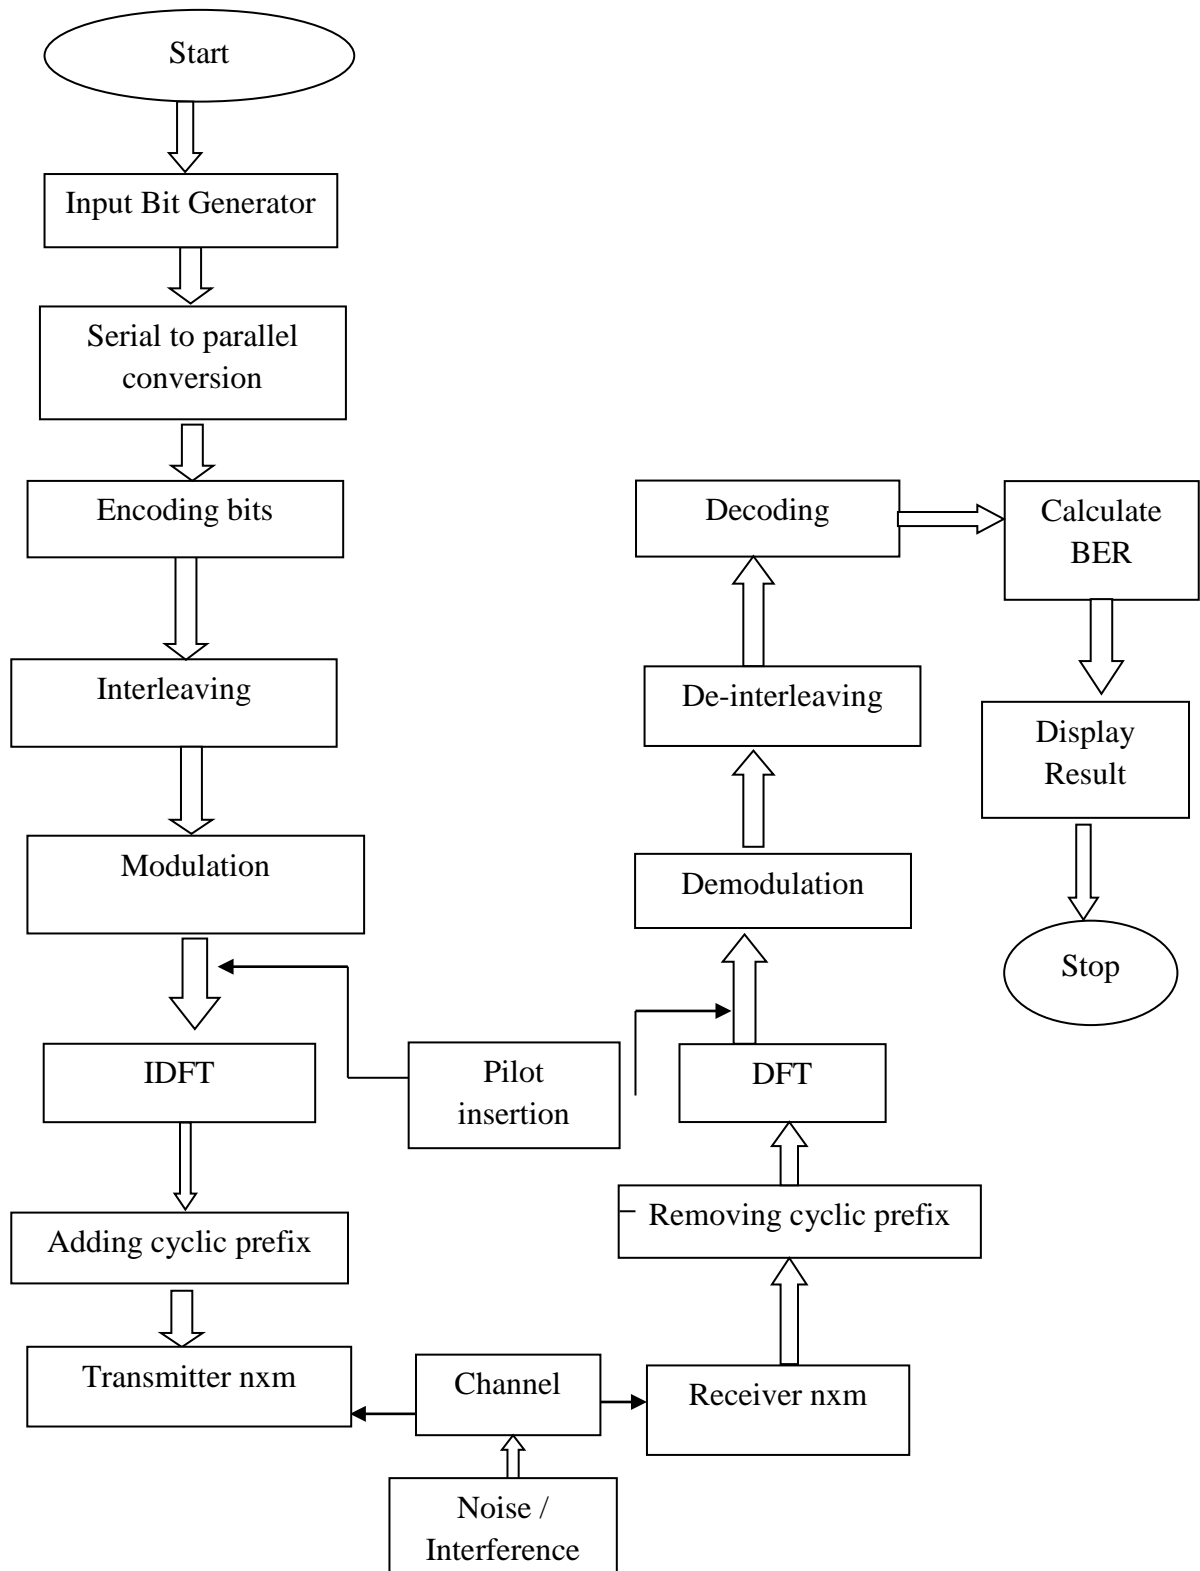 Start
Input Bit Generator
Serial to parallel
conversion
Encoding bits
Interleaving
Modulation
IDFT
Adding cyclic prefix
Transmitter nxm
Pilot
insertion
Channel
Noise /
Interference
Decoding
De-interleaving
Demodulation
DFT
Removing cyclic prefix
Receiver nxm
Calculate
BER
Display
Result
Stop